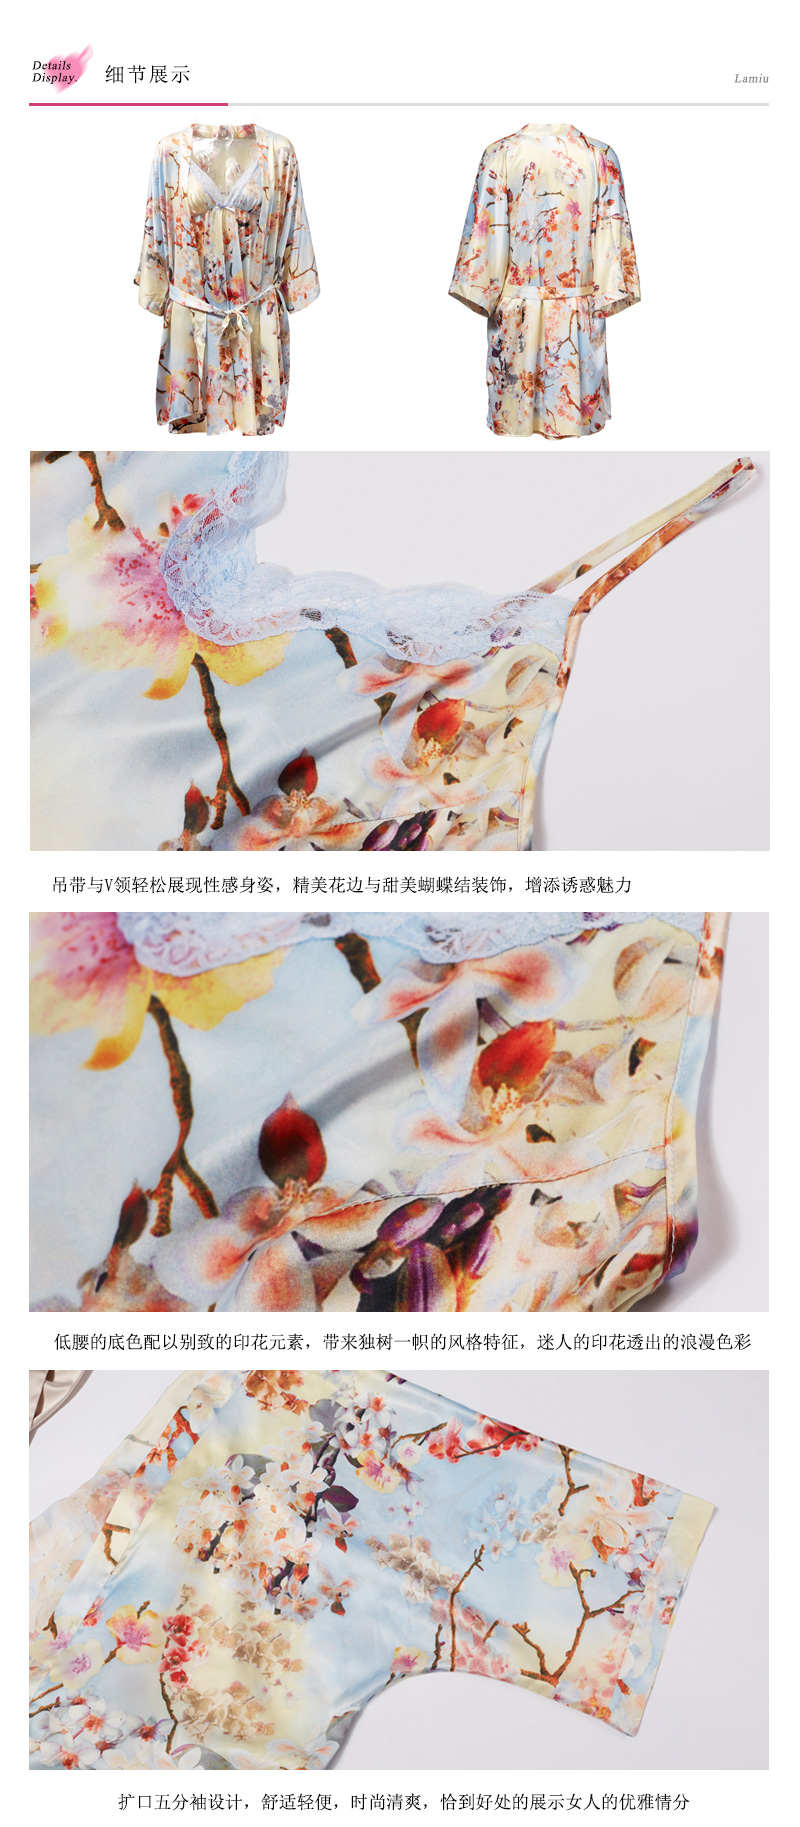 Details
Display.
细节展示
Lamiu
吊带与V领轻松展现性感身姿，精美花边与甜美蝴蝶结装饰，增添诱惑魅力
低腰的底色配以别致的印花元素，带来独树一帜的风格特征，迷人的印花透出的浪漫色彩
扩口五分袖设计，舒适轻便，时尚清爽，恰到好处的展示女人的优雅情分